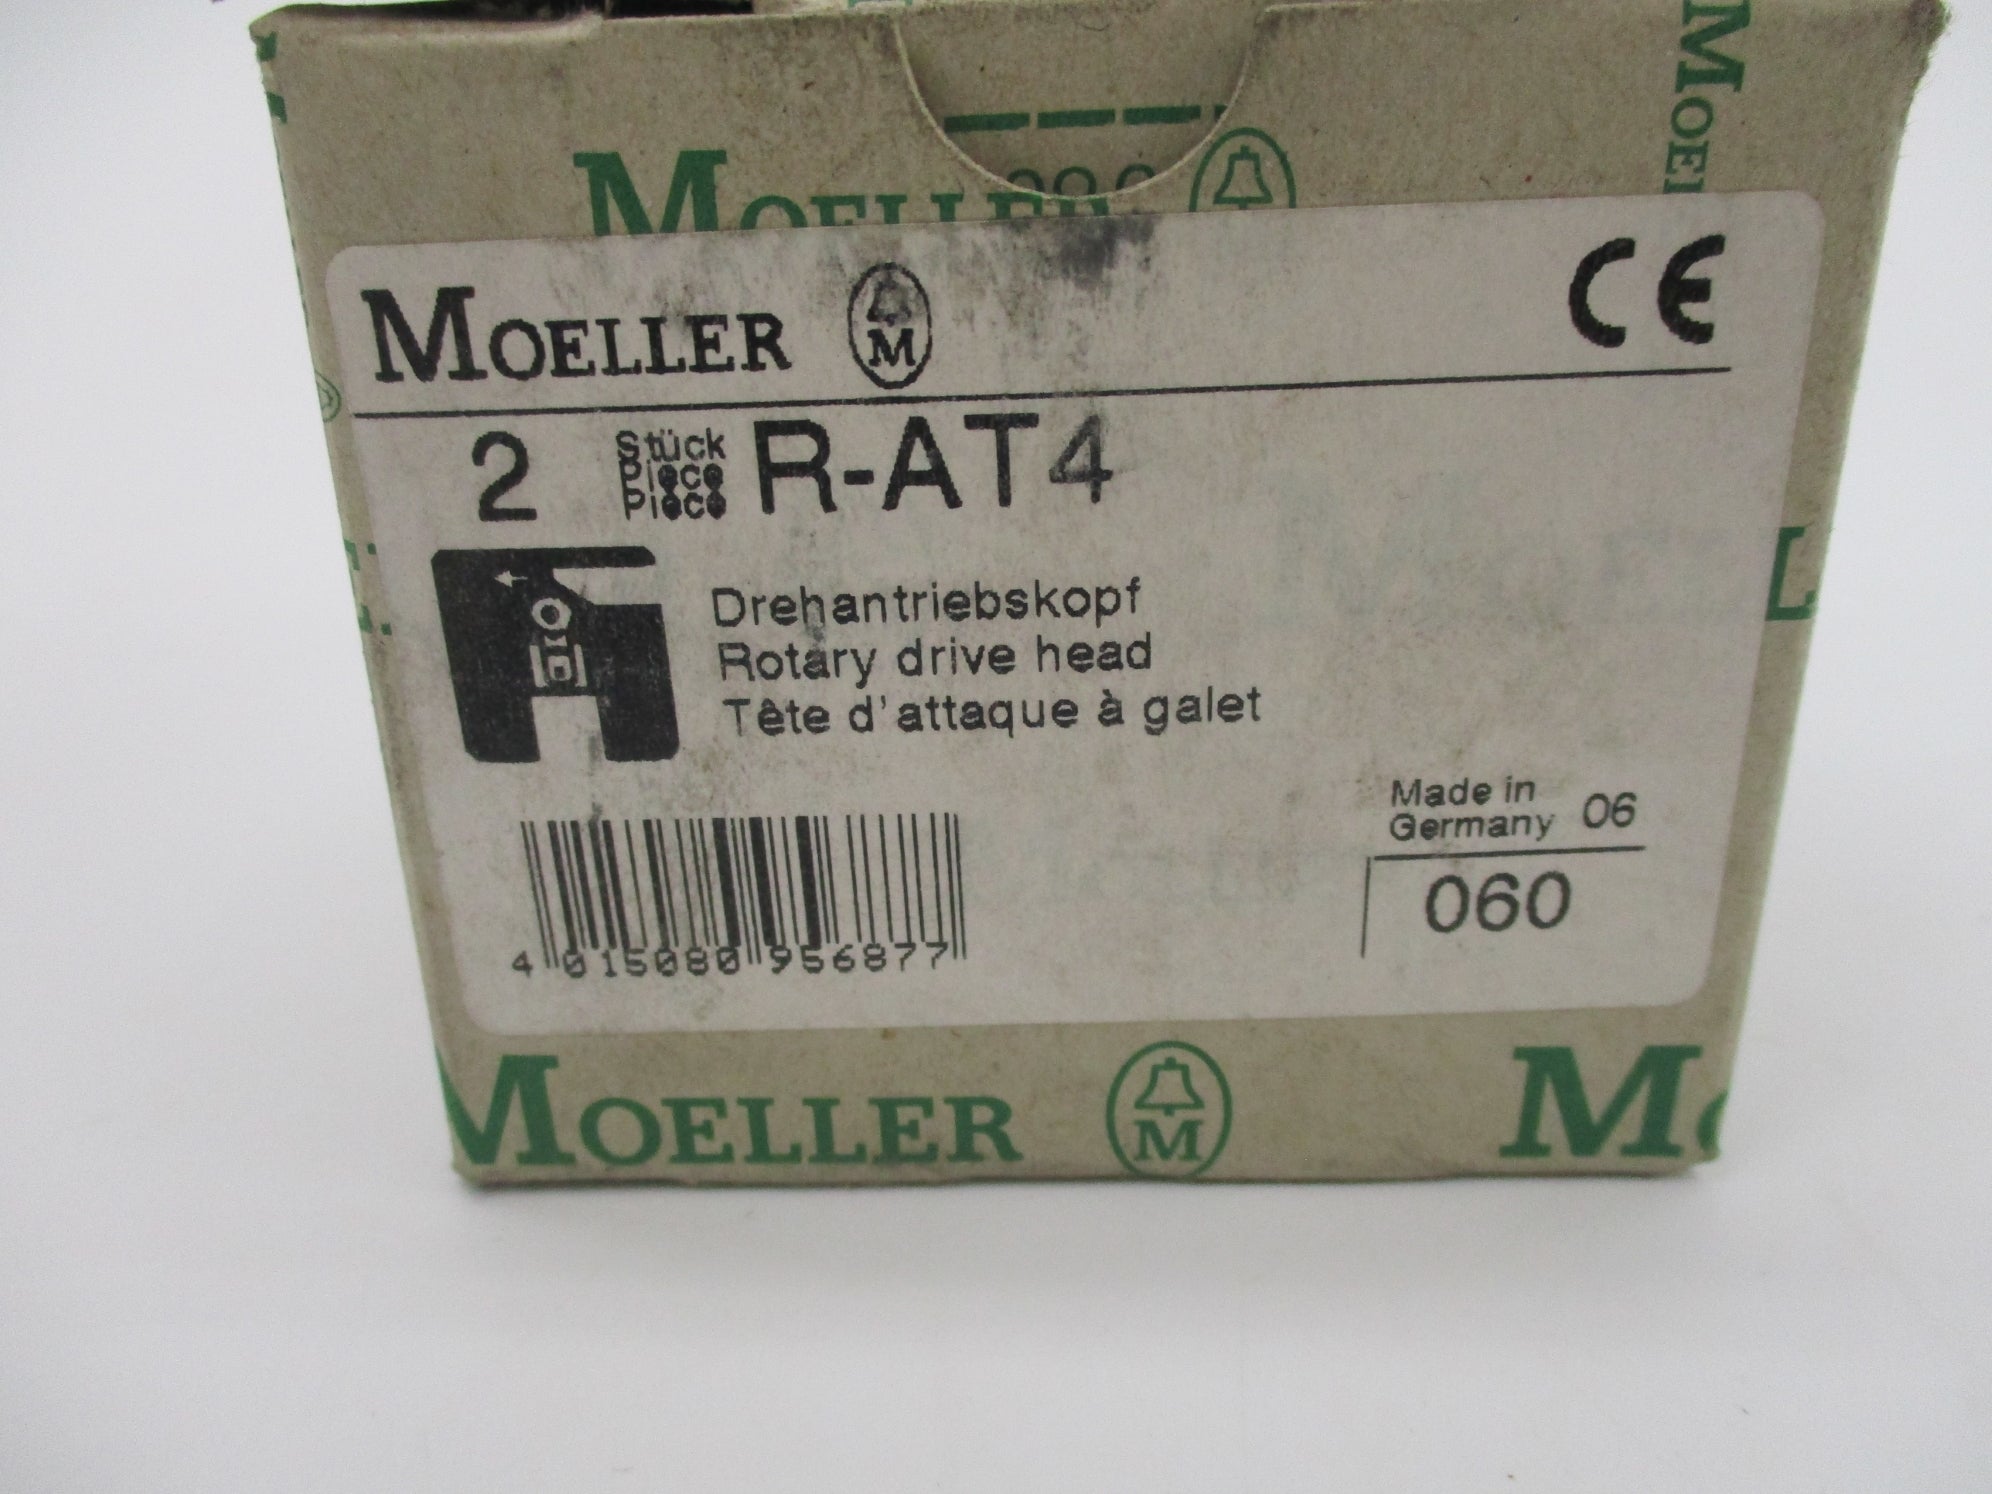 MOELLER
MOELLER M CE
2 Stück R-AT4
Piece
Pièce
Drehantriebskopf
Rotary drive head
Tête d'attaque à galet
Made in
Germany 06
060
4 015080 956877
MOELLER M